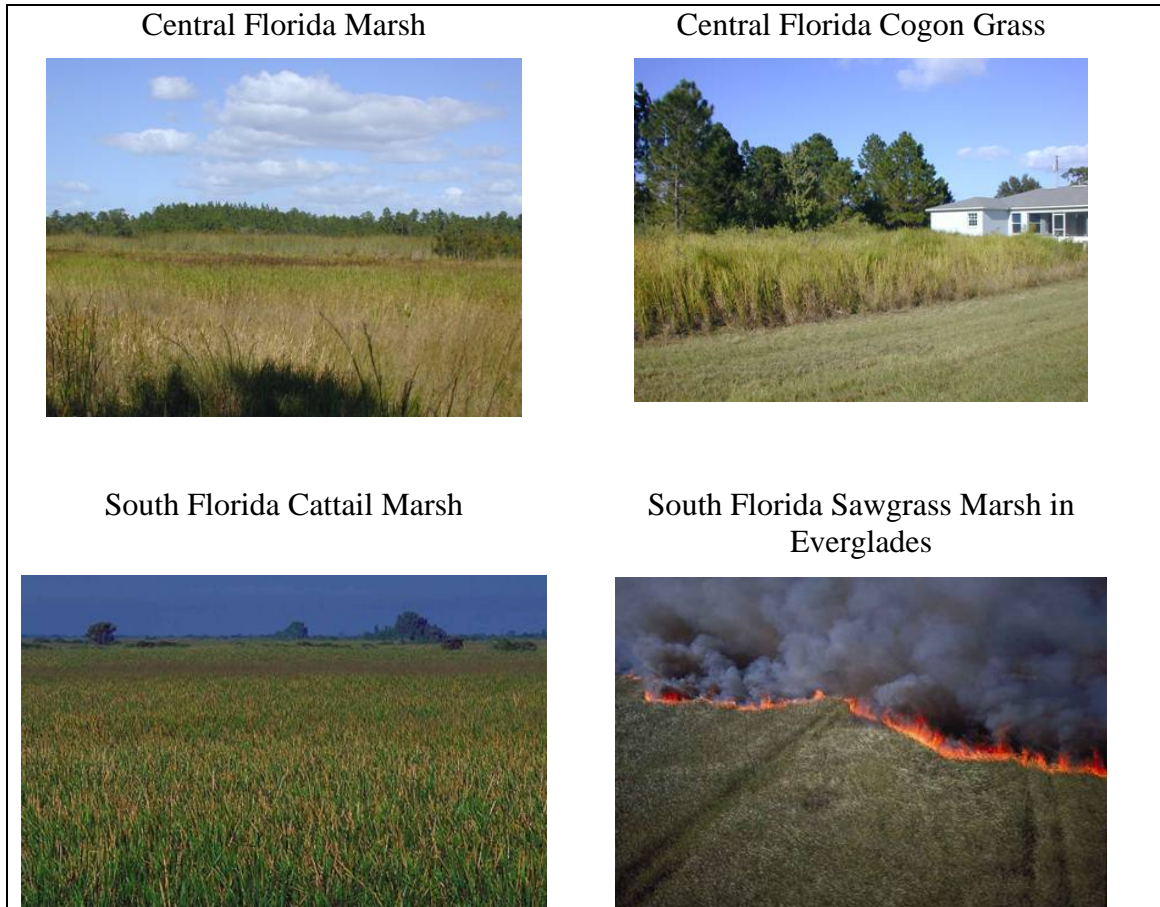 Central Florida Marsh
Central Florida Cogon Grass
South Florida Cattail Marsh
South Florida Sawgrass Marsh in
Everglades